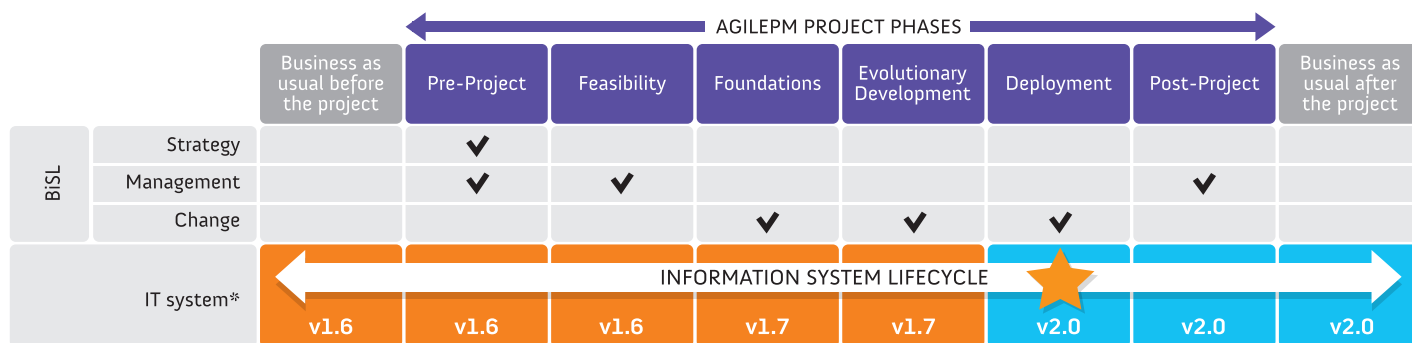 AGILEPM PROJECT PHASES
Business as
usual before
the project
Pre-Project
Feasibility
Foundations
Evolutionary
Development
Deployment
Post-Project
Business as
usual after
the project
BiSL
Strategy
Management
Change
IT system*
INFORMATION SYSTEM LIFECYCLE
v1.6
v1.6
v1.6
v1.7
v1.7
v2.0
v2.0
v2.0